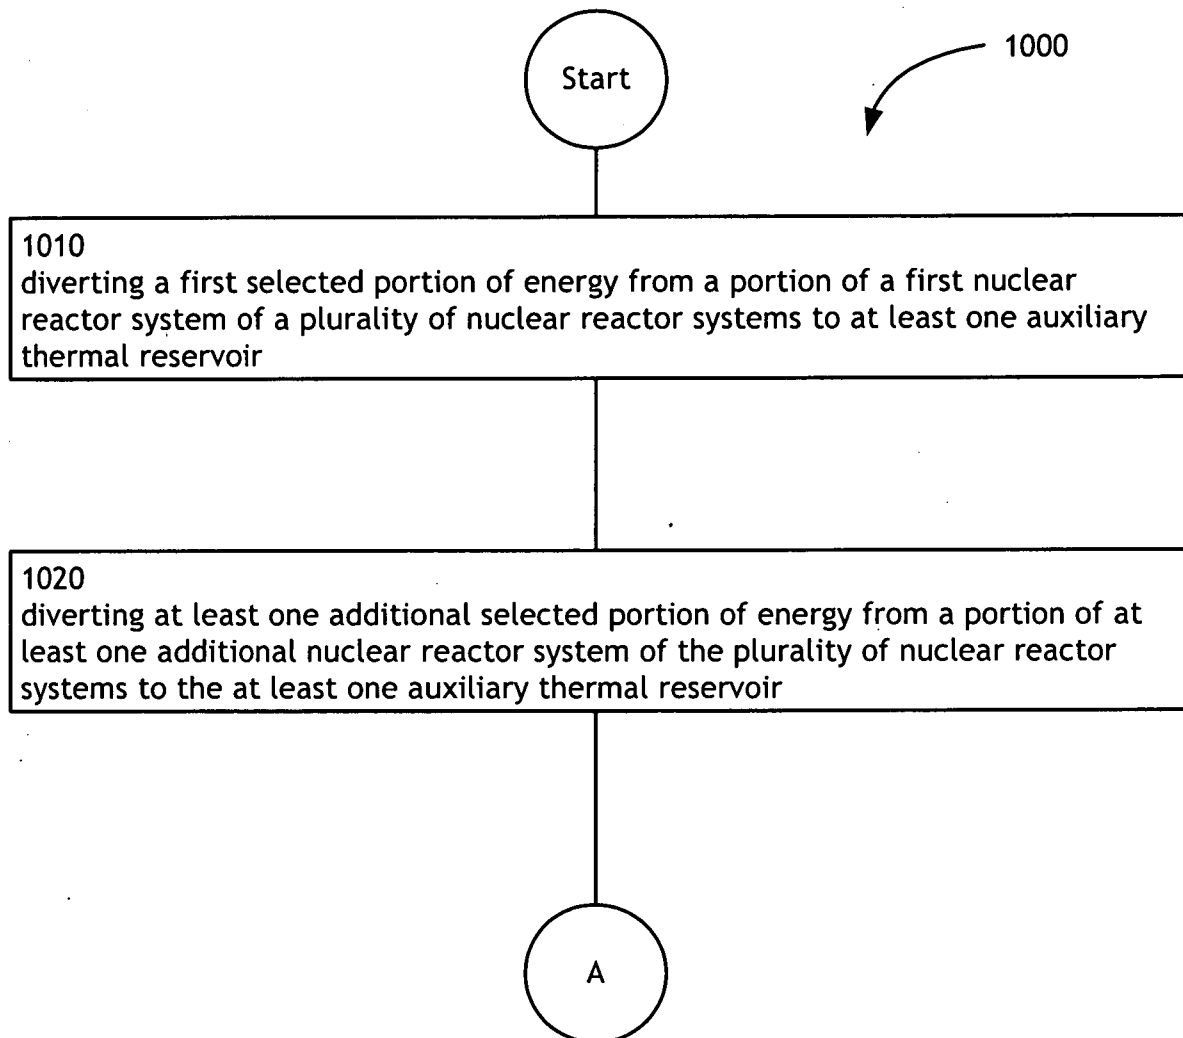 Start
1000
1010
diverting a first selected portion of energy from a portion of a first nuclear
reactor system of a plurality of nuclear reactor systems to at least one auxiliary
thermal reservoir
1020
diverting at least one additional selected portion of energy from a portion of at
least one additional nuclear reactor system of the plurality of nuclear reactor
systems to the at least one auxiliary thermal reservoir
A